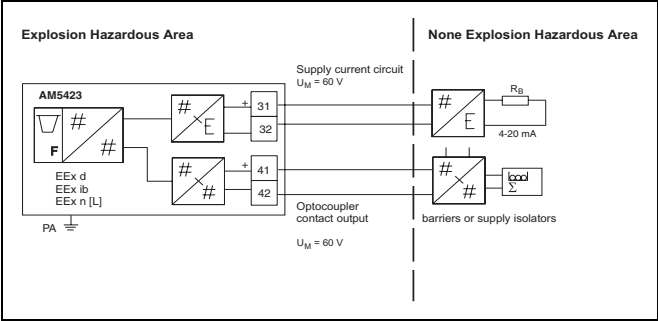 Explosion Hazardous Area
None Explosion Hazardous Area
Supply current circuit
U_M = 60 V
AM5423
#
#
F
EEx d
EEx ib
EEx n [L]
PA
#
E
+ 31
32
#
#
+ 41
42
Optocoupler
contact output
U_M = 60 V
#
E
R_B
4-20 mA
#
#
Σ
barriers or supply isolators